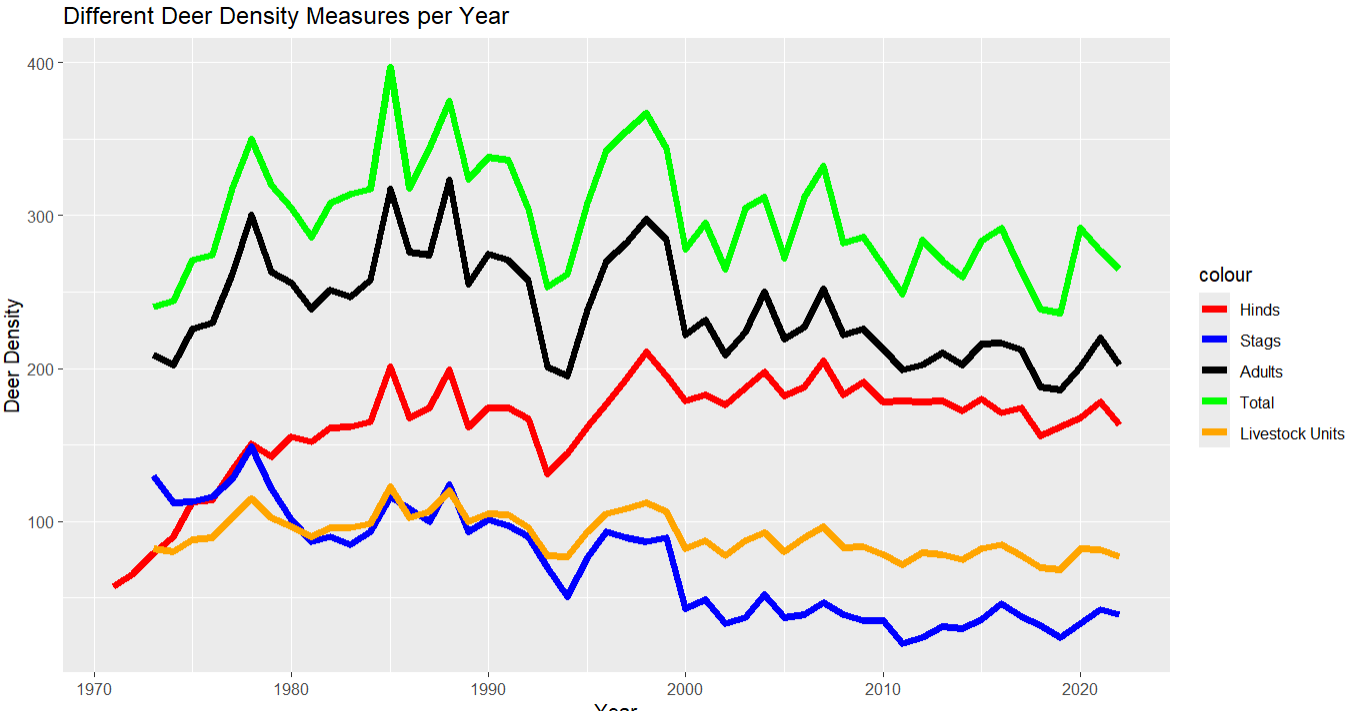 Different Deer Density Measures per Year
400
300
200
100
Deer Density
1970 1980 1990 2000 2010 2020
Year
colour
Hinds
Stags
Adults
Total
Livestock Units